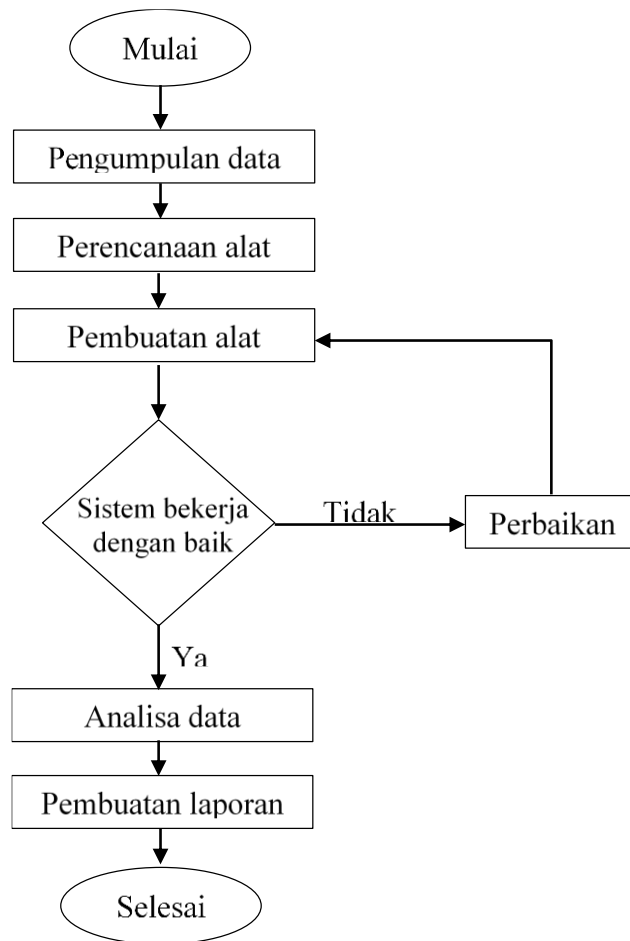 Mulai
Pengumpulan data
Perencanaan alat
Pembuatan alat
Sistem bekerja
dengan baik
Tidak
Perbaikan
Ya
Analisa data
Pembuatan laporan
Selesai